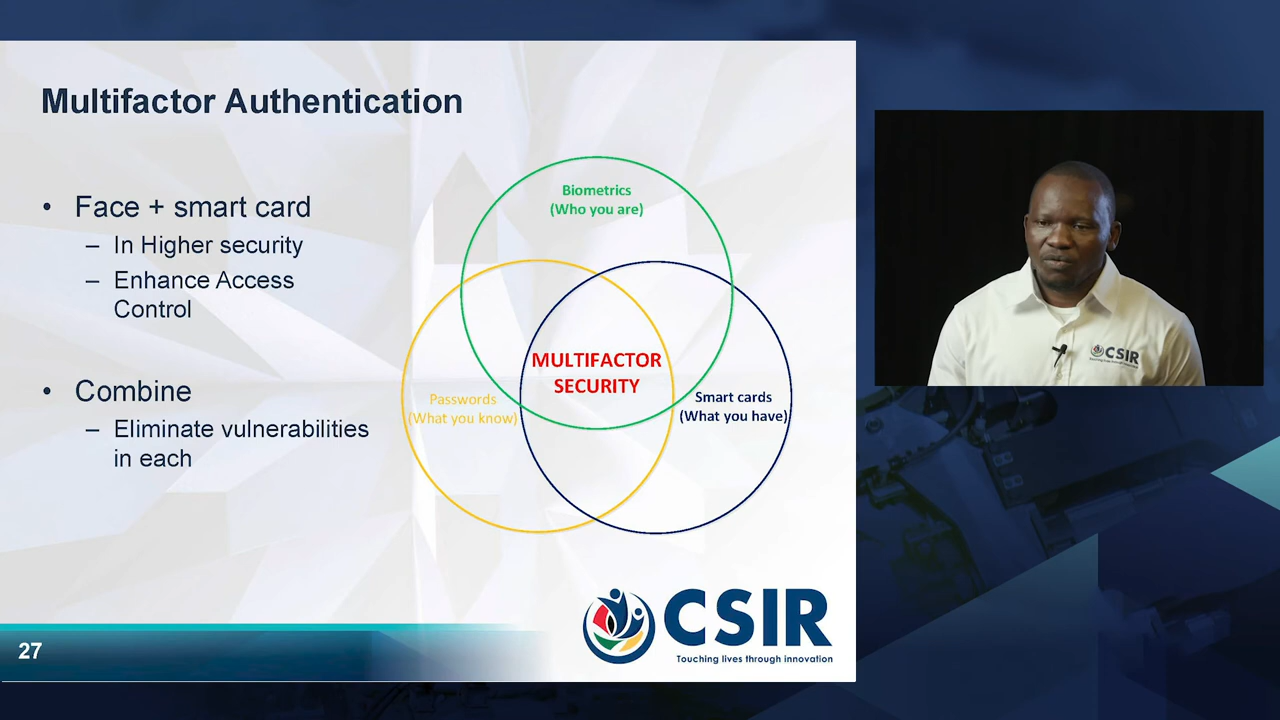 Multifactor Authentication
• Face + smart card
– In Higher security
– Enhance Access
Control
• Combine
– Eliminate vulnerabilities
in each
Biometrics
(Who you are)
MULTIFACTOR
SECURITY
Passwords
(What you know)
Smart cards
(What you have)
CSIR
Touching lives through innovation
27
CSIR